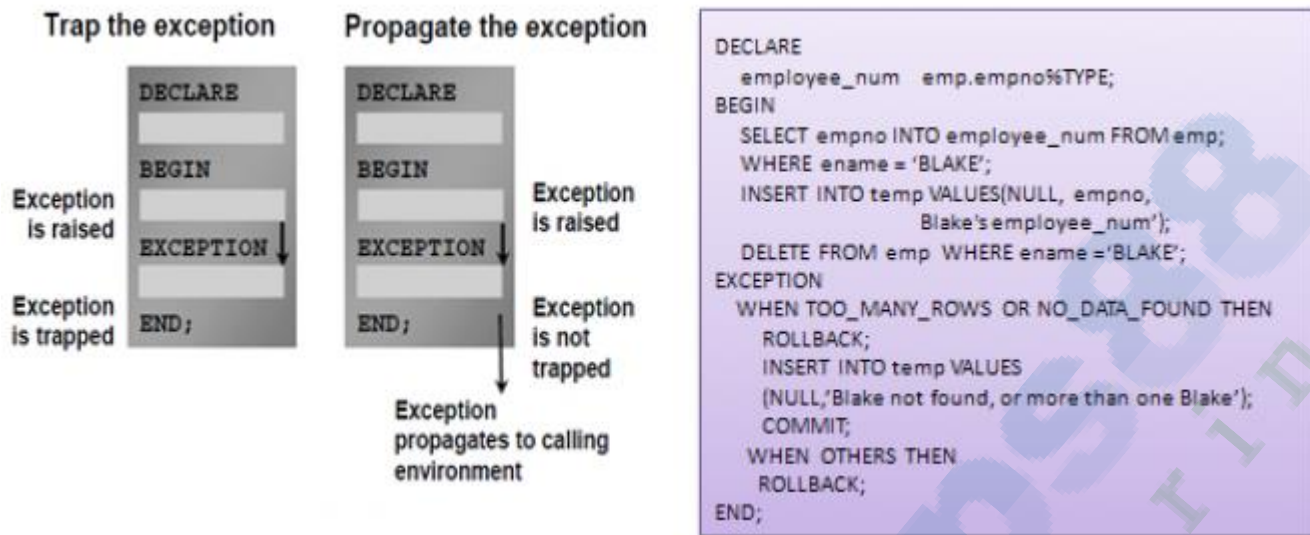 Trap the exception
DECLARE
BEGIN
Exception
is raised
EXCEPTION
Exception
is trapped
END;
Propagate the exception
DECLARE
BEGIN
Exception
is raised
EXCEPTION
END;
Exception
is not
trapped
Exception
propagates to calling
environment
DECLARE
employee_num emp.empno%TYPE;
BEGIN
SELECT empno INTO employee_num FROM emp;
WHERE ename = ‘BLAKE’;
INSERT INTO temp VALUES(NULL, empno,
Blake’s employee_num’);
DELETE FROM emp WHERE ename =‘BLAKE’;
EXCEPTION
WHEN TOO_MANY_ROWS OR NO_DATA_FOUND THEN
ROLLBACK;
INSERT INTO temp VALUES
(NULL,‘Blake not found, or more than one Blake’);
COMMIT;
WHEN OTHERS THEN
ROLLBACK;
END;